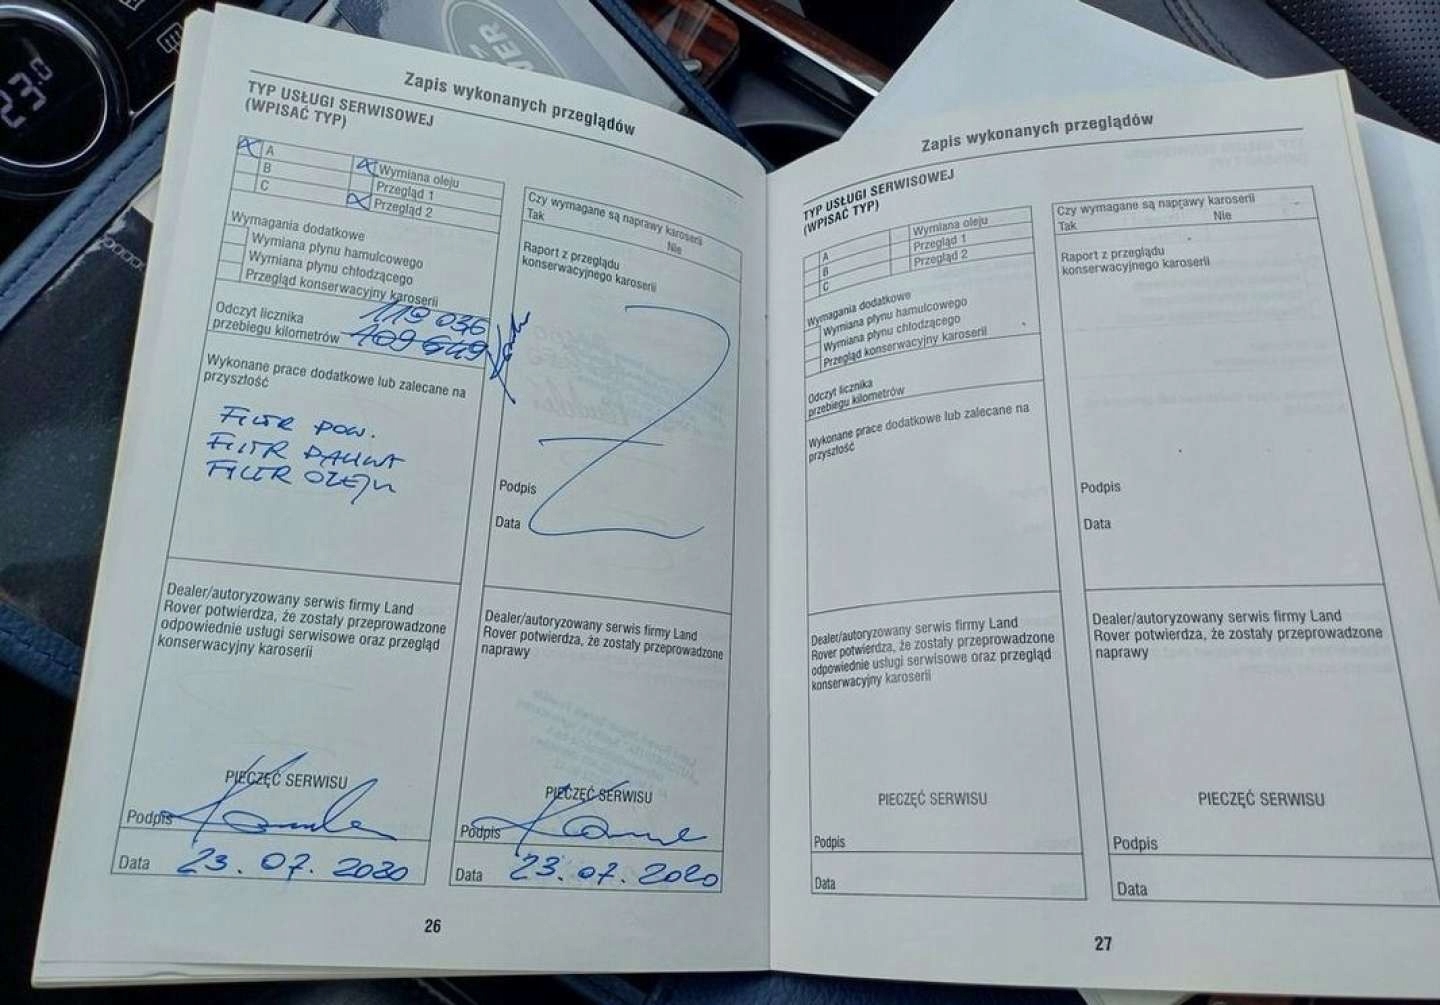 23.0
VER
Zapis wykonanych przeglądów
TYP USŁUGI SERWISOWEJ
(WPISAĆ TYP)
A
B
C
Wymiana oleju
Przegląd 1
Przegląd 2
Wymagania dodatkowe
Wymiana płynu hamulcowego
Wymiana płynu chłodzącego
Przegląd konserwacyjny karoserii
Odczyt licznika
przebiegu kilometrów
119 036
109 649
Wykonane prace dodatkowe lub zalecane na
przyszłość
FILTR POW.
FILTR PALIWA
FILTR OLEJU
Dealer/autoryzowany serwis firmy Land
Rover potwierdza, że zostały przeprowadzone
odpowiednie usługi serwisowe oraz przegląd
konserwacyjny karoserii
PIECZĘĆ SERWISU
Podpis
Data 23.07.2020
Czy wymagane są naprawy karoserii
Tak Nie
Raport z przeglądu
konserwacyjnego karoserii
Podpis
Data
Dealer/autoryzowany serwis firmy Land
Rover potwierdza, że zostały przeprowadzone
naprawy
PIECZĘĆ SERWISU
Podpis
Data 23.07.2020
26
Zapis wykonanych przeglądów
TYP USŁUGI SERWISOWEJ
(WPISAĆ TYP)
A
B
C
Wymiana oleju
Przegląd 1
Przegląd 2
Wymagania dodatkowe
Wymiana płynu hamulcowego
Wymiana płynu chłodzącego
Przegląd konserwacyjny karoserii
Odczyt licznika
przebiegu kilometrów
Wykonane prace dodatkowe lub zalecane na
przyszłość
Dealer/autoryzowany serwis firmy Land
Rover potwierdza, że zostały przeprowadzone
odpowiednie usługi serwisowe oraz przegląd
konserwacyjny karoserii
PIECZĘĆ SERWISU
Podpis
Data
Czy wymagane są naprawy karoserii
Tak Nie
Raport z przeglądu
konserwacyjnego karoserii
Podpis
Data
Dealer/autoryzowany serwis firmy Land
Rover potwierdza, że zostały przeprowadzone
naprawy
PIECZĘĆ SERWISU
Podpis
Data
27